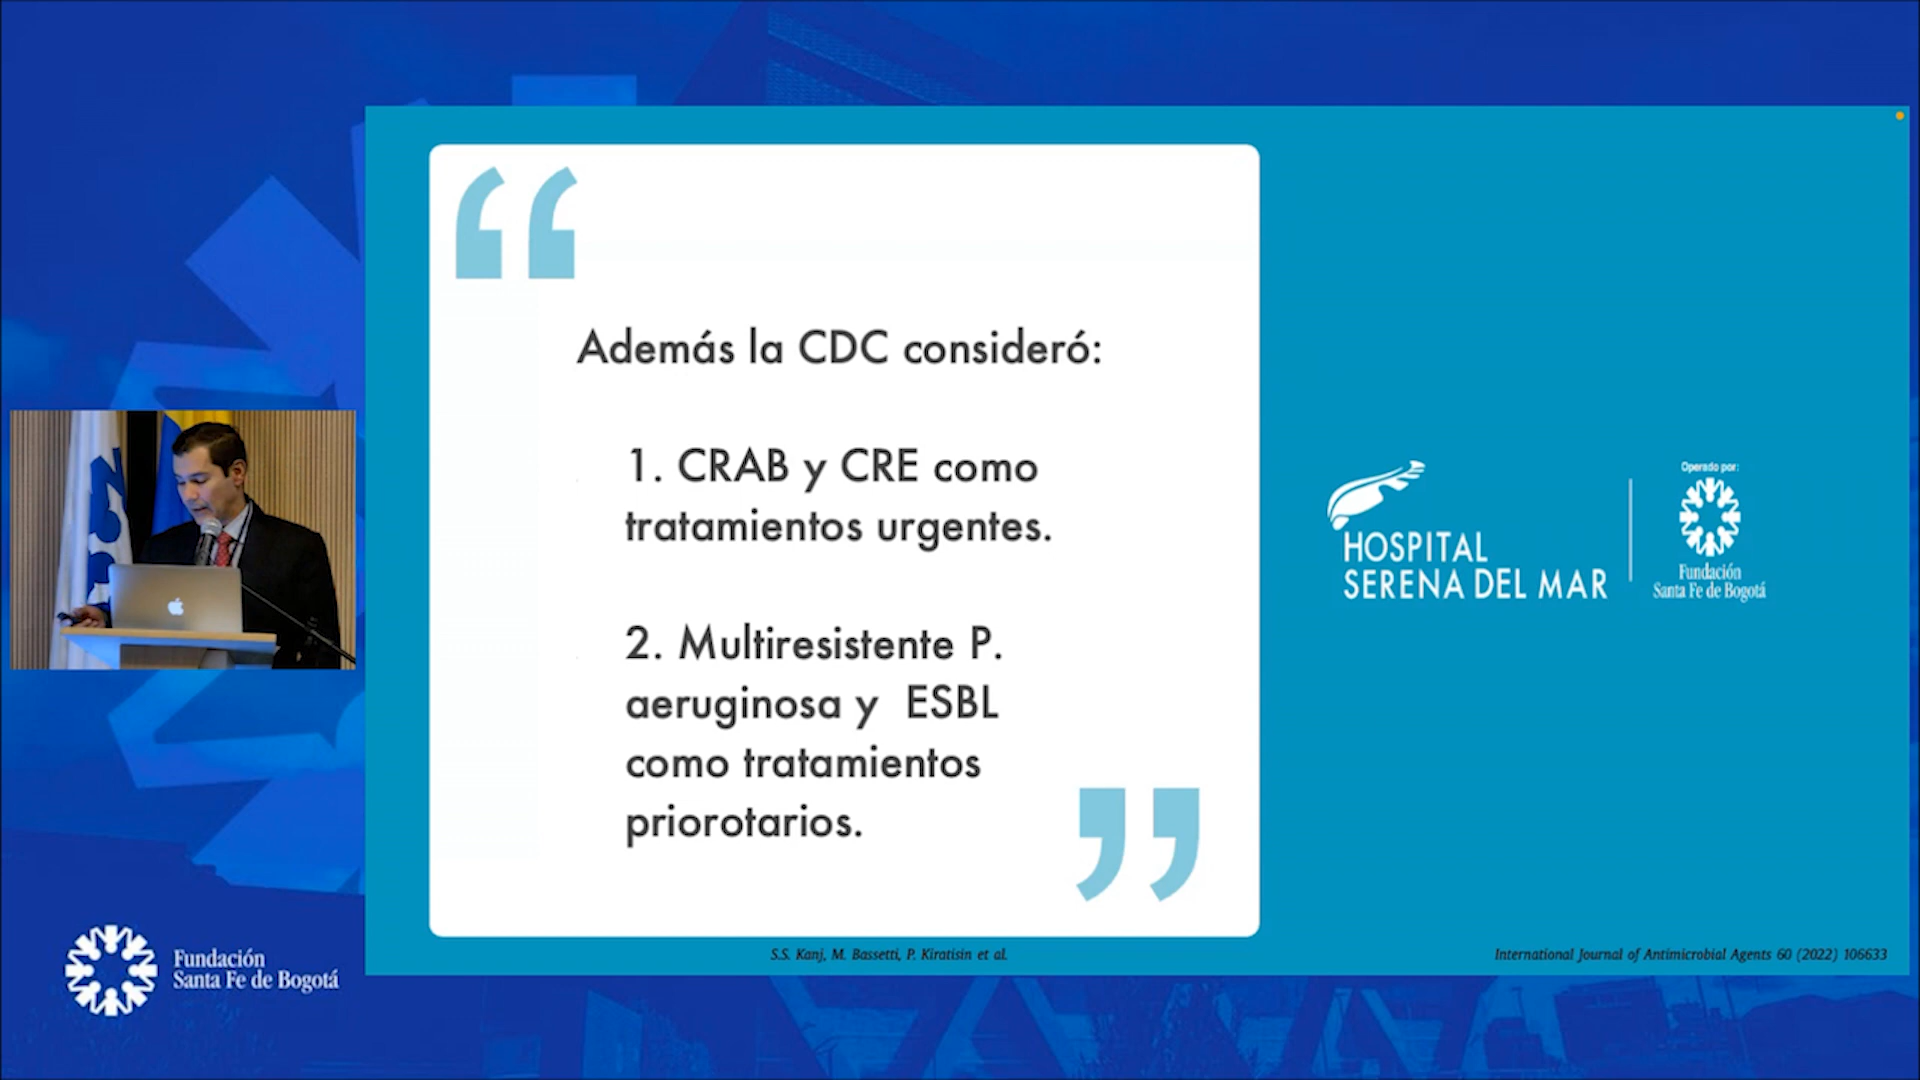 Además la CDC consideró:
1. CRAB y CRE como
tratamientos urgentes.
2. Multiresistente P.
aeruginosa y  ESBL
como tratamientos
priorotarios.
HOSPITAL
SERENA DEL MAR
Operado por:
Fundación
Santa Fe de Bogotá
S.S. Kanj, M. Bassetti, P. Kiratisin et al.
International Journal of Antimicrobial Agents 60 (2022) 106633
Fundación
Santa Fe de Bogotá